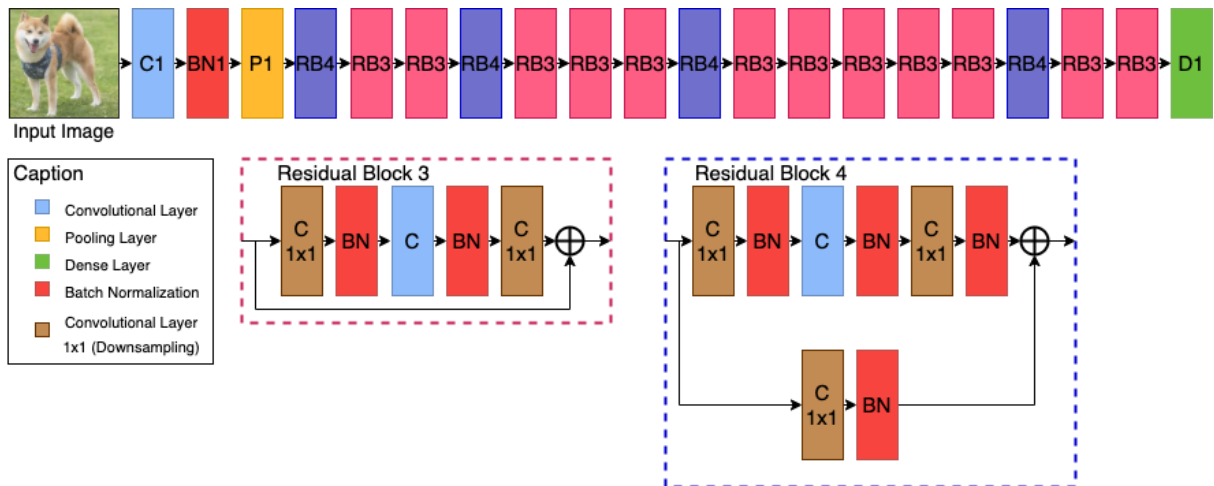 C1 BN1 P1 RB4 RB3 RB3 RB4 RB3 RB3 RB3 RB4 RB3 RB3 RB3 RB3 RB3 RB4 RB3 RB3 D1
Input Image
Caption
Convolutional Layer
Pooling Layer
Dense Layer
Batch Normalization
Convolutional Layer
1x1 (Downsampling)
Residual Block 3
C
1x1
BN
C
BN
C
1x1
Residual Block 4
C
1x1
BN
C
BN
C
1x1
BN
C
1x1
BN